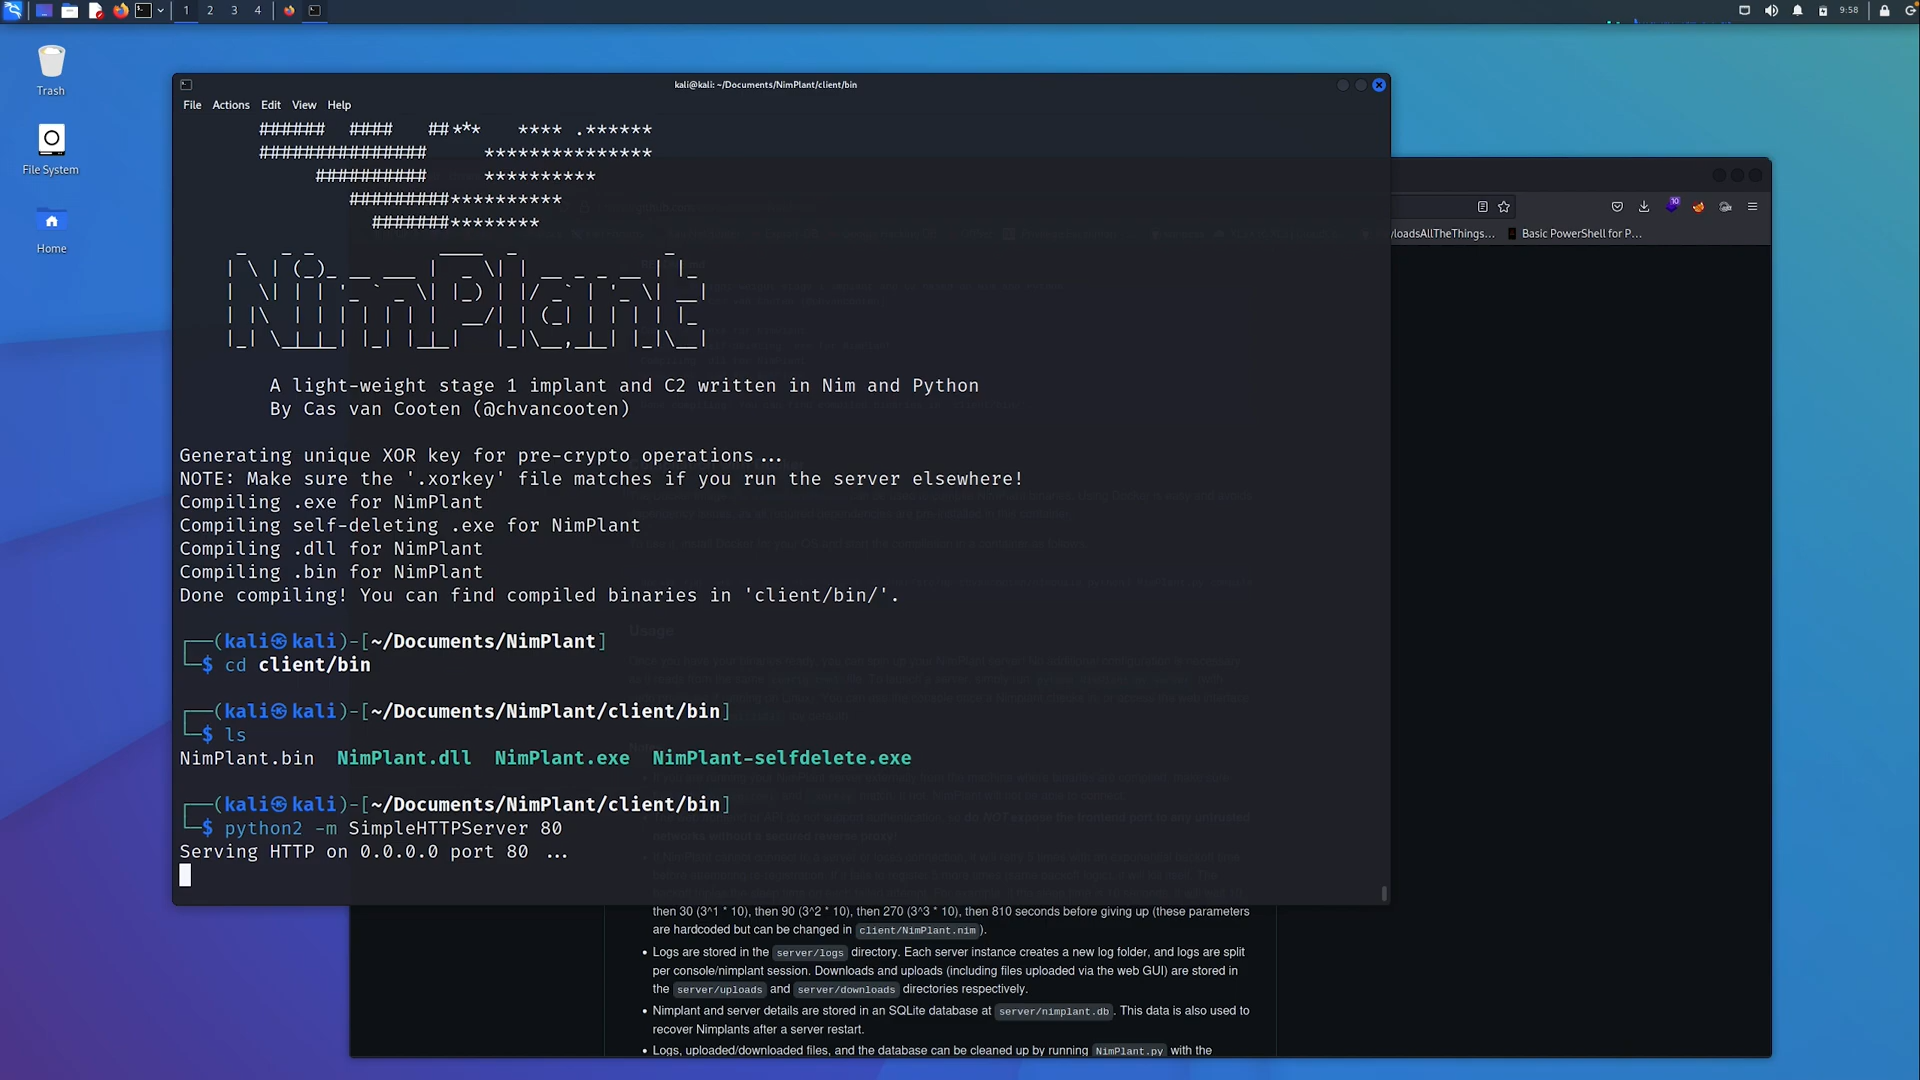 1 2 3 4
9:58
Trash
File System
Home
kali@kali: ~/Documents/NimPlant/client/bin
File Actions Edit View Help
###### #### ##*** **** .******
############### ***************
########## **********
#########**********
#######********
NimPlant
A light-weight stage 1 implant and C2 written in Nim and Python
By Cas van Cooten (@chvancooten)
Generating unique XOR key for pre-crypto operations ...
NOTE: Make sure the '.xorkey' file matches if you run the server elsewhere!
Compiling .exe for NimPlant
Compiling self-deleting .exe for NimPlant
Compiling .dll for NimPlant
Compiling .bin for NimPlant
Done compiling! You can find compiled binaries in 'client/bin/'.
┌──(kali㉿kali)-[~/Documents/NimPlant]
└─$ cd client/bin
┌──(kali㉿kali)-[~/Documents/NimPlant/client/bin]
└─$ ls
NimPlant.bin NimPlant.dll NimPlant.exe NimPlant-selfdelete.exe
┌──(kali㉿kali)-[~/Documents/NimPlant/client/bin]
└─$ python2 -m SimpleHTTPServer 80
Serving HTTP on 0.0.0.0 port 80 ...
10
yloadsAllTheThings... Basic PowerShell for P...
Usage
then 30 (3^1 * 10), then 90 (3^2 * 10), then 270 (3^3 * 10), then 810 seconds before giving up (these parameters
are hardcoded but can be changed in client/NimPlant.nim).
• Logs are stored in the server/logs directory. Each server instance creates a new log folder, and logs are split
per console/nimplant session. Downloads and uploads (including files uploaded via the web GUI) are stored in
the server/uploads and server/downloads directories respectively.
• Nimplant and server details are stored in an SQLite database at server/nimplant.db. This data is also used to
recover Nimplants after a server restart.
• Logs, uploaded/downloaded files, and the database can be cleaned up by running NimPlant.py with the